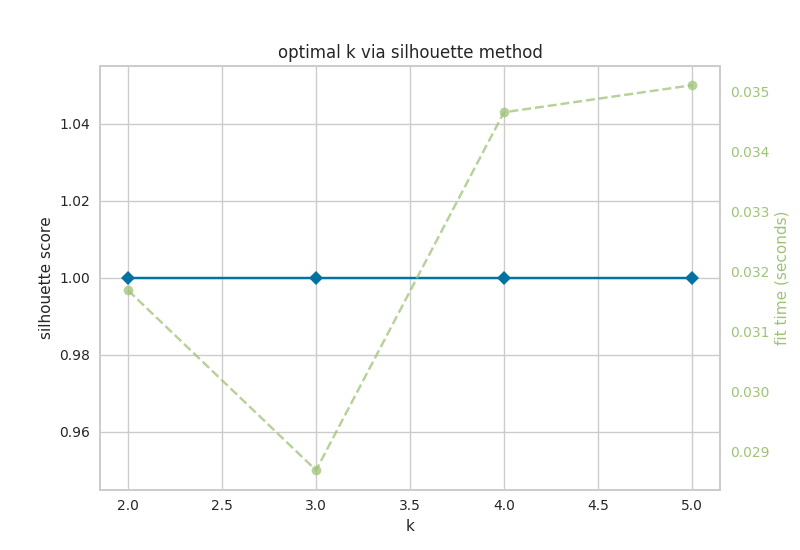 optimal k via silhouette method
1.04
1.02
1.00
0.98
0.96
silhouette score
2.0 2.5 3.0 3.5 4.0 4.5 5.0
k
0.035
0.034
0.033
0.032
0.031
0.030
0.029
fit time (seconds)